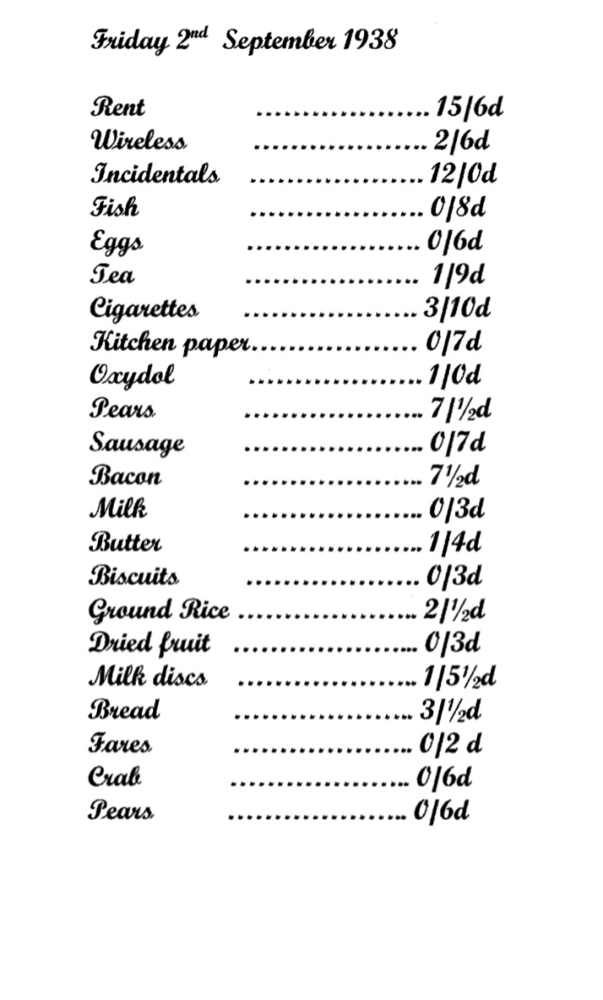 Friday 2nd September 1938
Rent ................... 15/6d
Wireless ................... 2/6d
Incidentals ................... 12/0d
Fish ................... 0/8d
Eggs ................... 0/6d
Tea ................... 1/9d
Cigarettes ................... 3/10d
Kitchen paper.................. 0/7d
Oxydol ................... 1/0d
Pears .................... 7/½d
Sausage .................... 0/7d
Bacon .................... 7½d
Milk .................... 0/3d
Butter .................... 1/4d
Biscuits ................... 0/3d
Ground Rice .................... 2/½d
Dried fruit .................... 0/3d
Milk discs .................... 1/5½d
Bread .................... 3/½d
Fares .................... 0/2 d
Crab .................... 0/6d
Pears .................... 0/6d